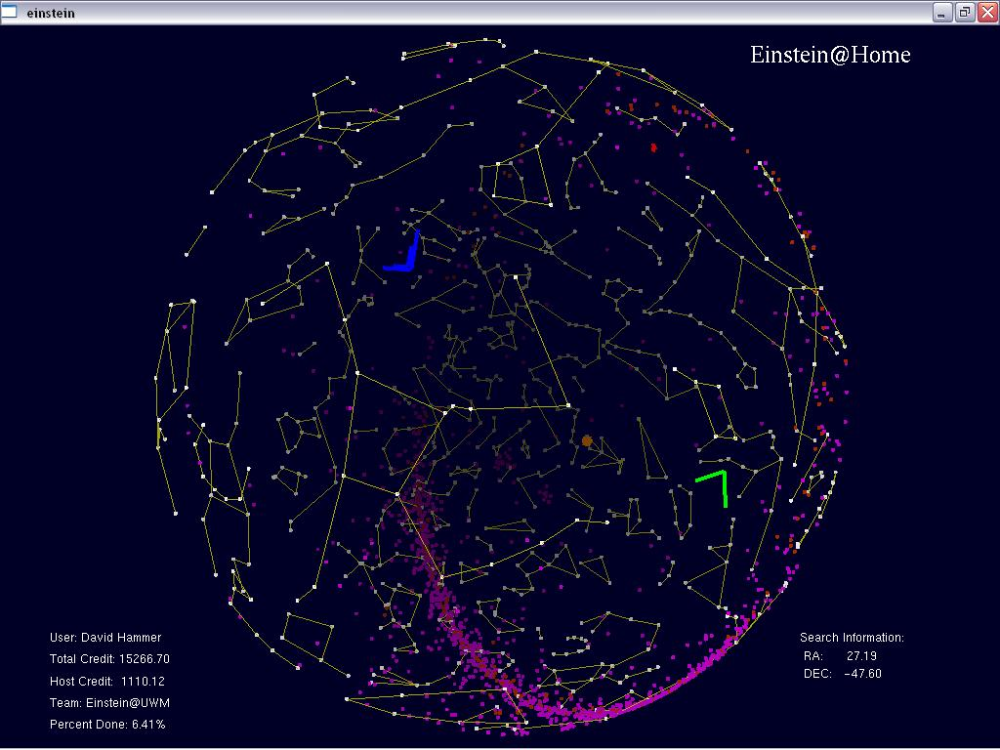 einstein
Einstein@Home
User: David Hammer
Total Credit: 15266.70
Host Credit: 1110.12
Team: Einstein@UWM
Percent Done: 6.41%
Search Information:
RA: 27.19
DEC: -47.60